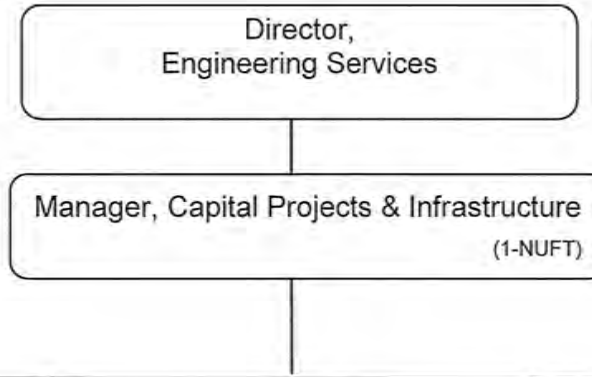 Director,
Engineering Services
Manager, Capital Projects & Infrastructure
(1-NUFT)